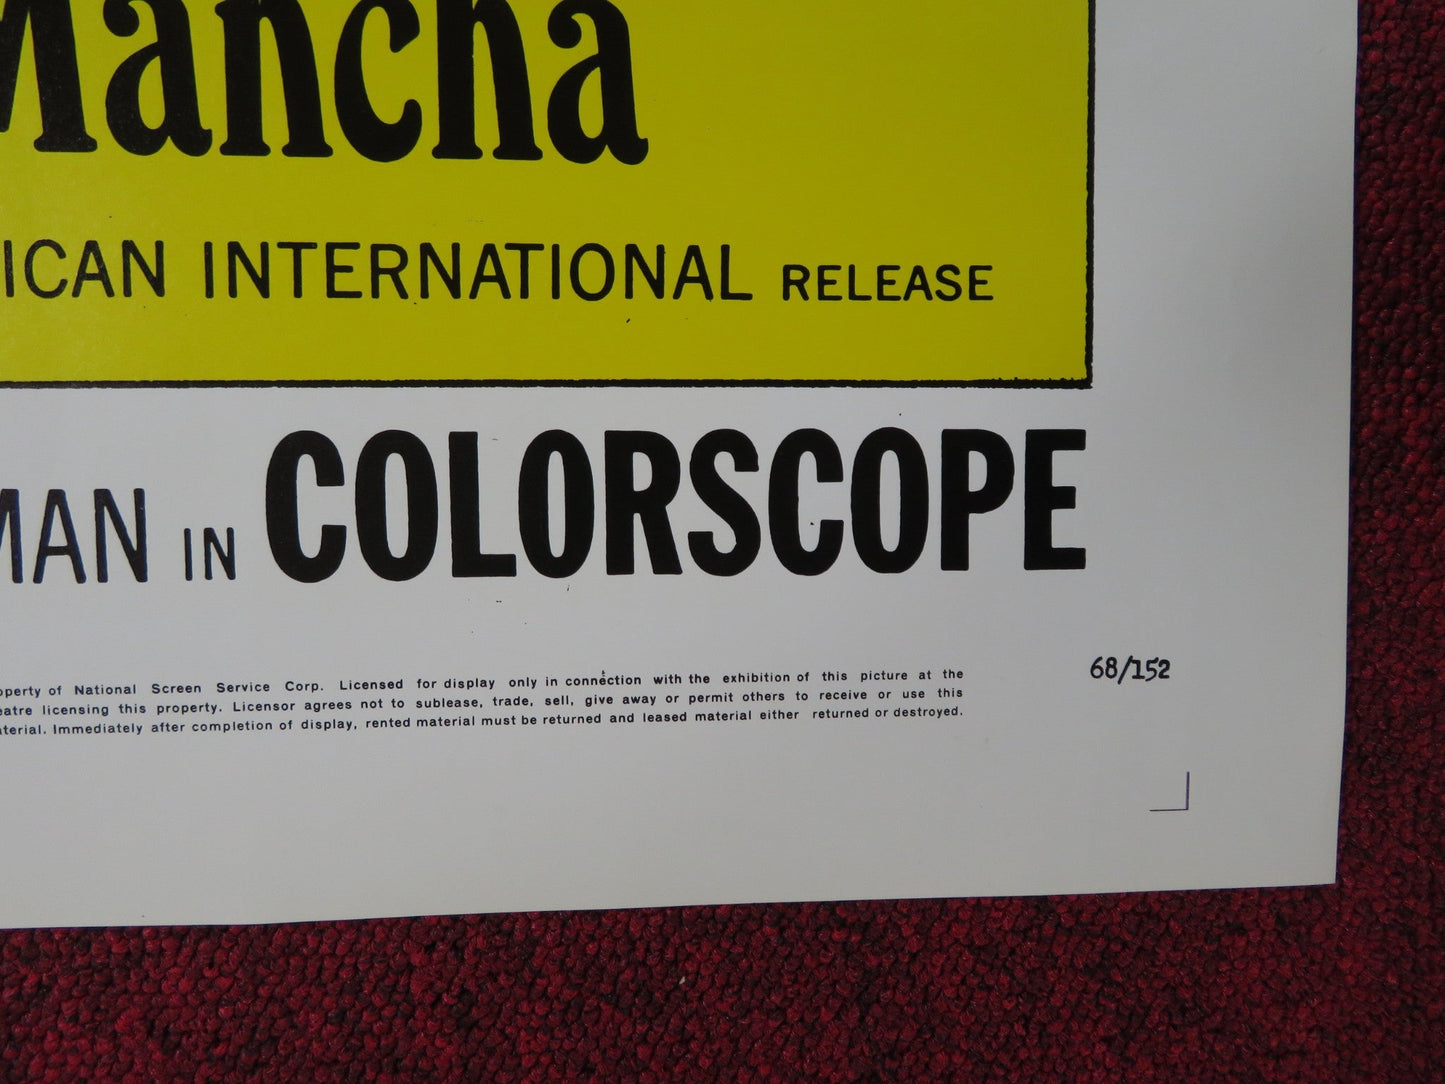 Mancha
ICAN INTERNATIONAL RELEASE
MAN IN COLORSCOPE
operty of National Screen Service Corp. Licensed for display only in connection with the exhibition of this picture at the
eatre licensing this property. Licensor agrees not to sublease, trade, sell, give away or permit others to receive or use this
aterial. Immediately after completion of display, rented material must be returned and leased material either returned or destroyed.
68/152